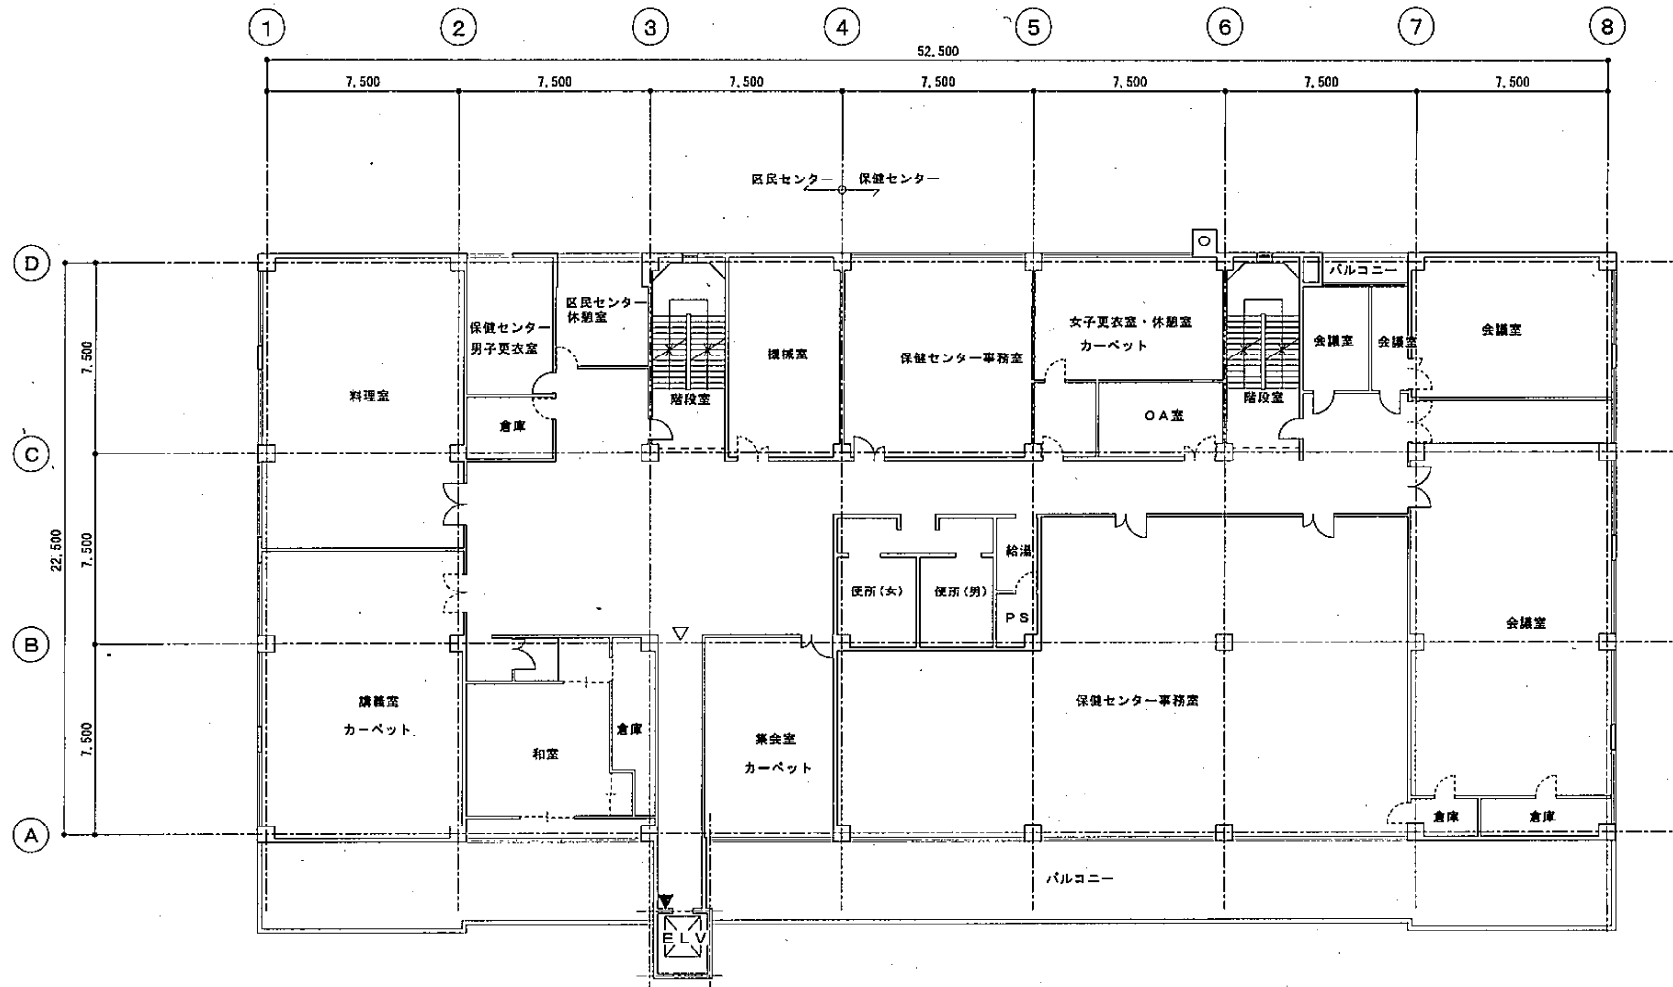 1 2 3 4 5 6 7 8
52,500
7,500 7,500 7,500 7,500 7,500 7,500 7,500
区民センター 保健センター
D
C
B
A
22,500
7,500
7,500
7,500
料理室
保健センター
男子更衣室
区民センター
休憩室
倉庫
階段室
機械室
保健センター事務室
女子更衣室・休憩室
カーペット
OA室
階段室
バルコニー
会議室
会議室
会議室
便所(女)
便所(男)
給湯
PS
会議室
講義室
カーペット
和室
倉庫
集会室
カーペット
保健センター事務室
倉庫
倉庫
バルコニー
ELV